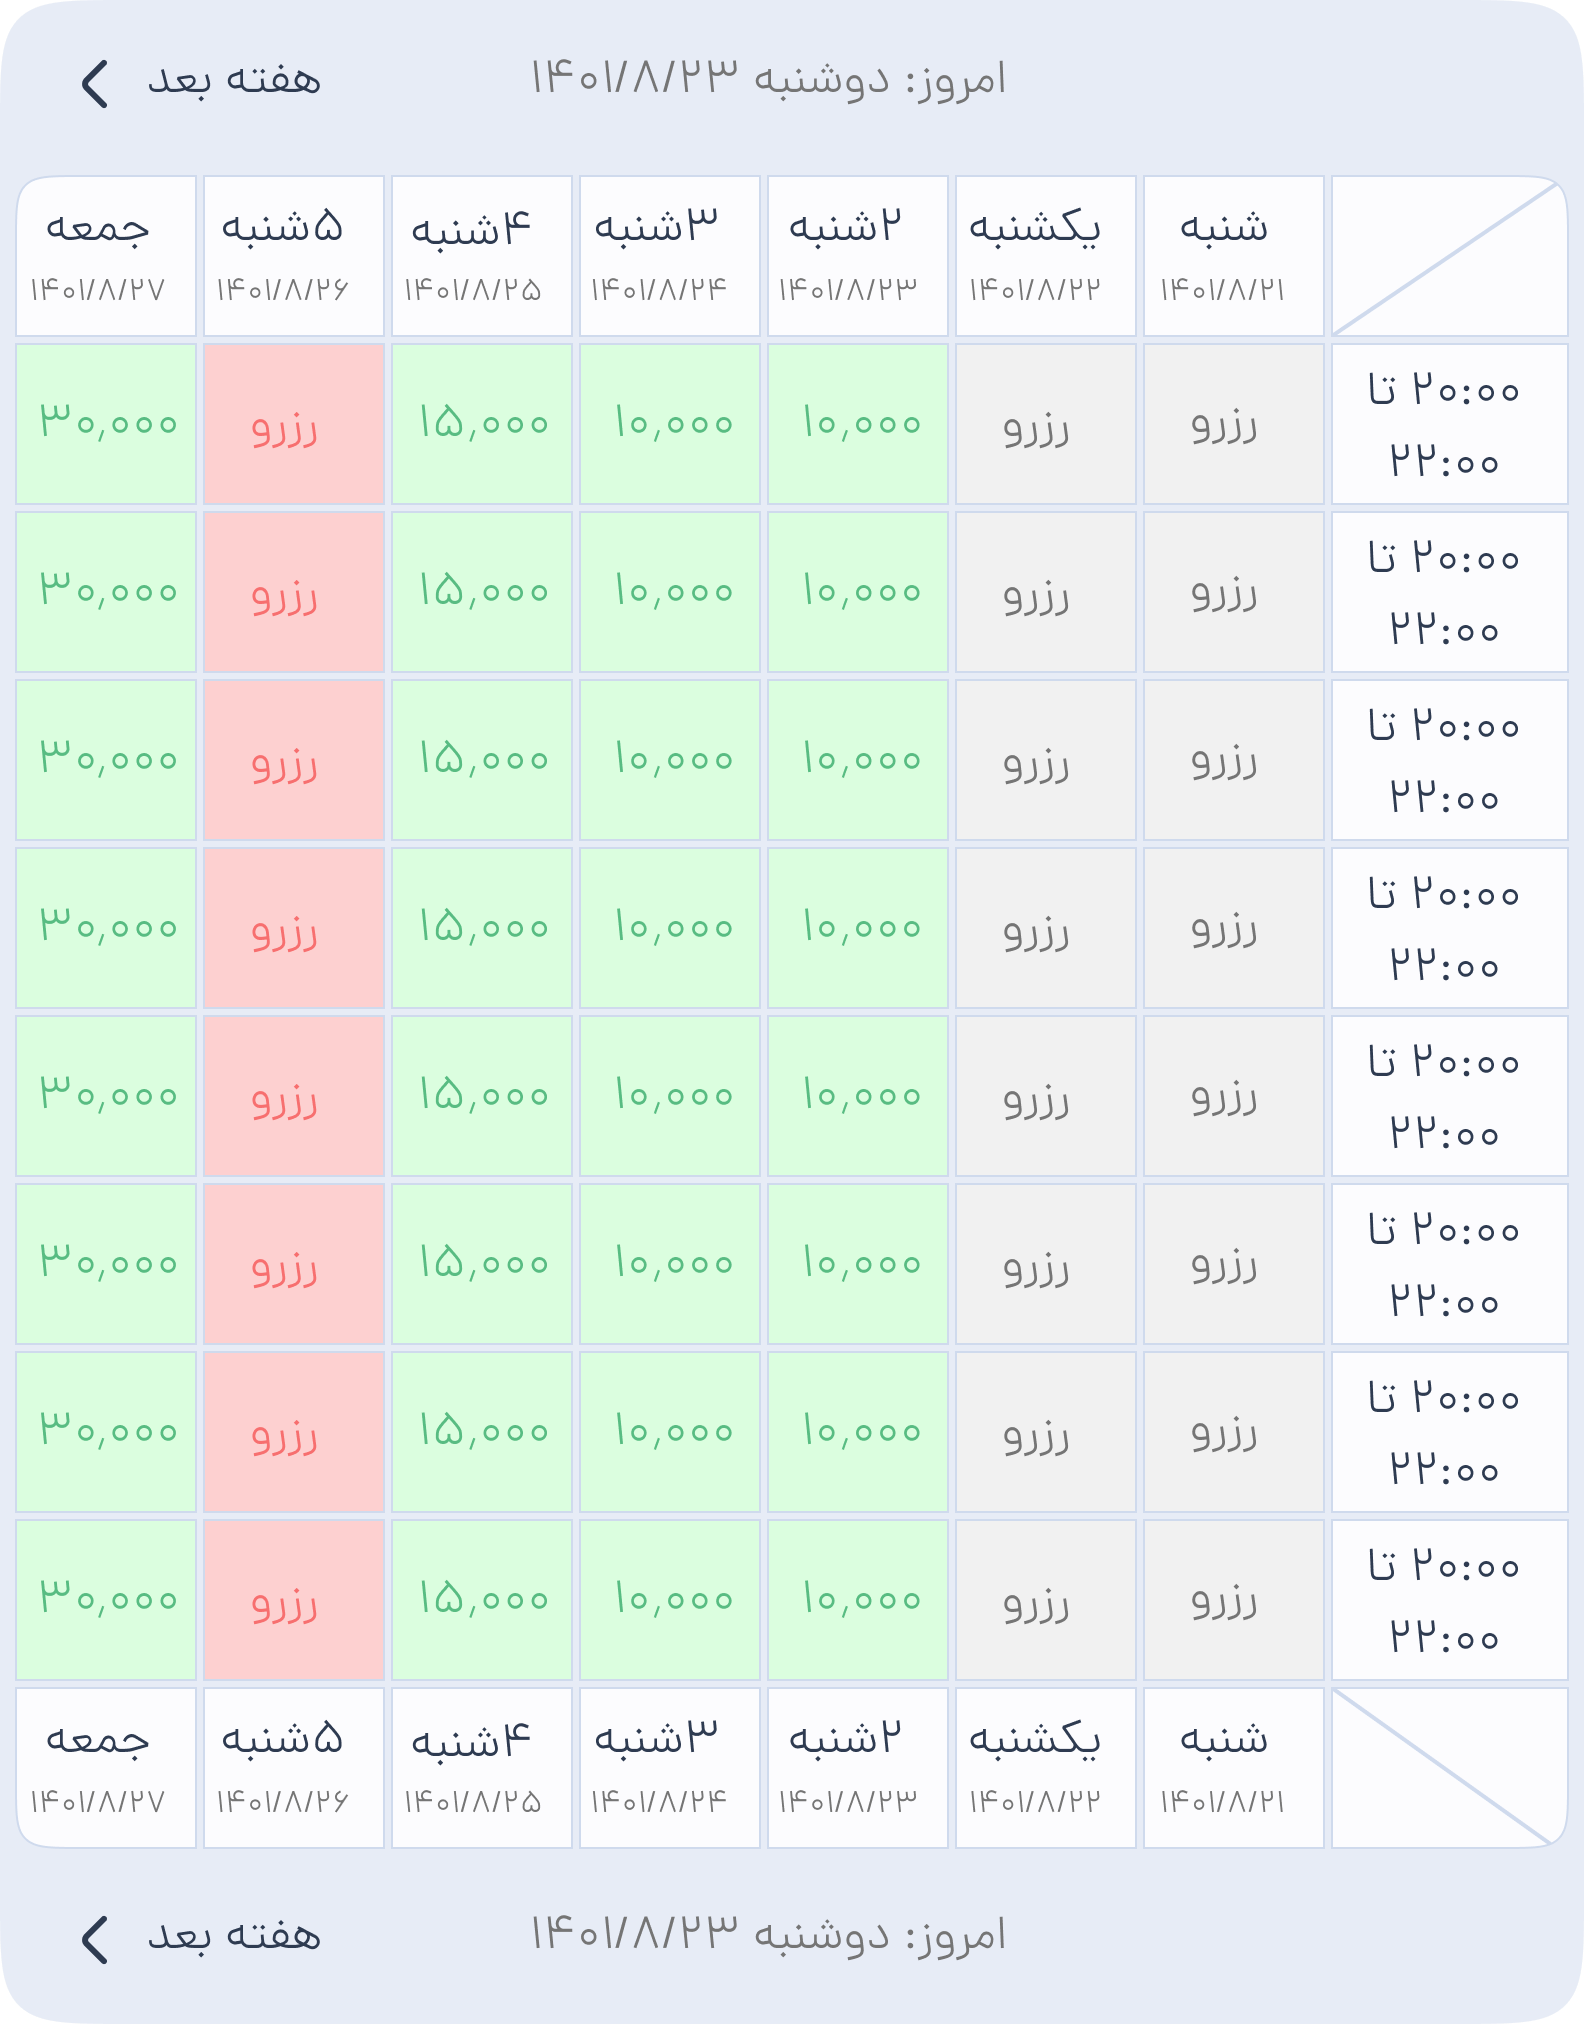 امروز: دوشنبه ۱۴۰۱/۸/۲۳ هفته بعد
شنبه یکشنبه ۲شنبه ۳شنبه ۴شنبه ۵شنبه جمعه
۱۴۰۱/۸/۲۱ ۱۴۰۱/۸/۲۲ ۱۴۰۱/۸/۲۳ ۱۴۰۱/۸/۲۴ ۱۴۰۱/۸/۲۵ ۱۴۰۱/۸/۲۶ ۱۴۰۱/۸/۲۷
۲۰:۰۰ تا
۲۲:۰۰
رزرو رزرو ۱۰,۰۰۰ ۱۰,۰۰۰ ۱۵,۰۰۰ رزرو ۳۰,۰۰۰
۲۰:۰۰ تا
۲۲:۰۰
رزرو رزرو ۱۰,۰۰۰ ۱۰,۰۰۰ ۱۵,۰۰۰ رزرو ۳۰,۰۰۰
۲۰:۰۰ تا
۲۲:۰۰
رزرو رزرو ۱۰,۰۰۰ ۱۰,۰۰۰ ۱۵,۰۰۰ رزرو ۳۰,۰۰۰
۲۰:۰۰ تا
۲۲:۰۰
رزرو رزرو ۱۰,۰۰۰ ۱۰,۰۰۰ ۱۵,۰۰۰ رزرو ۳۰,۰۰۰
۲۰:۰۰ تا
۲۲:۰۰
رزرو رزرو ۱۰,۰۰۰ ۱۰,۰۰۰ ۱۵,۰۰۰ رزرو ۳۰,۰۰۰
۲۰:۰۰ تا
۲۲:۰۰
رزرو رزرو ۱۰,۰۰۰ ۱۰,۰۰۰ ۱۵,۰۰۰ رزرو ۳۰,۰۰۰
۲۰:۰۰ تا
۲۲:۰۰
رزرو رزرو ۱۰,۰۰۰ ۱۰,۰۰۰ ۱۵,۰۰۰ رزرو ۳۰,۰۰۰
۲۰:۰۰ تا
۲۲:۰۰
رزرو رزرو ۱۰,۰۰۰ ۱۰,۰۰۰ ۱۵,۰۰۰ رزرو ۳۰,۰۰۰
شنبه یکشنبه ۲شنبه ۳شنبه ۴شنبه ۵شنبه جمعه
۱۴۰۱/۸/۲۱ ۱۴۰۱/۸/۲۲ ۱۴۰۱/۸/۲۳ ۱۴۰۱/۸/۲۴ ۱۴۰۱/۸/۲۵ ۱۴۰۱/۸/۲۶ ۱۴۰۱/۸/۲۷
امروز: دوشنبه ۱۴۰۱/۸/۲۳ هفته بعد